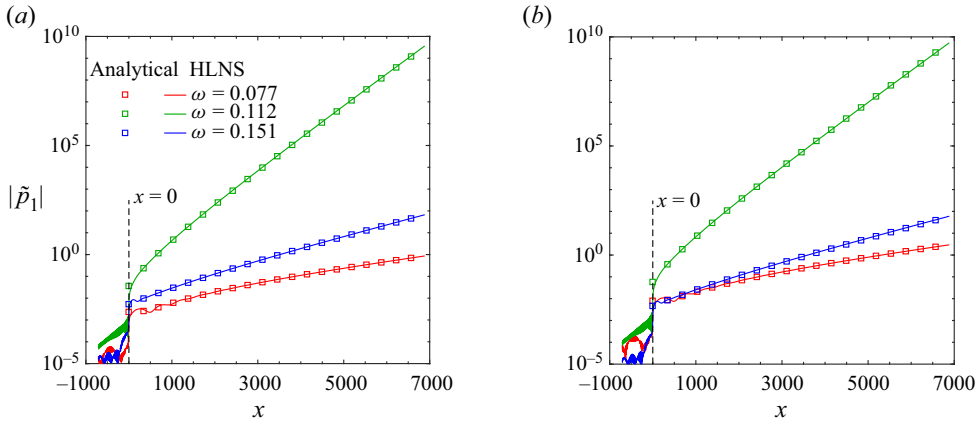 (a)
(b)
10^10
10^5
10^0
10^−5
|p̃₁|
Analytical HLNS
ω = 0.077
ω = 0.112
ω = 0.151
x = 0
−1000 1000 3000 5000 7000
x
10^10
10^5
10^0
10^−5
x = 0
−1000 1000 3000 5000 7000
x